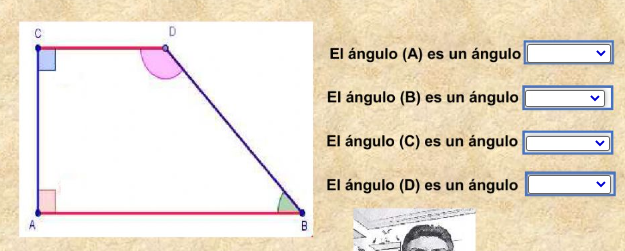 C
D
A
B
El ángulo (A) es un ángulo
El ángulo (B) es un ángulo
El ángulo (C) es un ángulo
El ángulo (D) es un ángulo